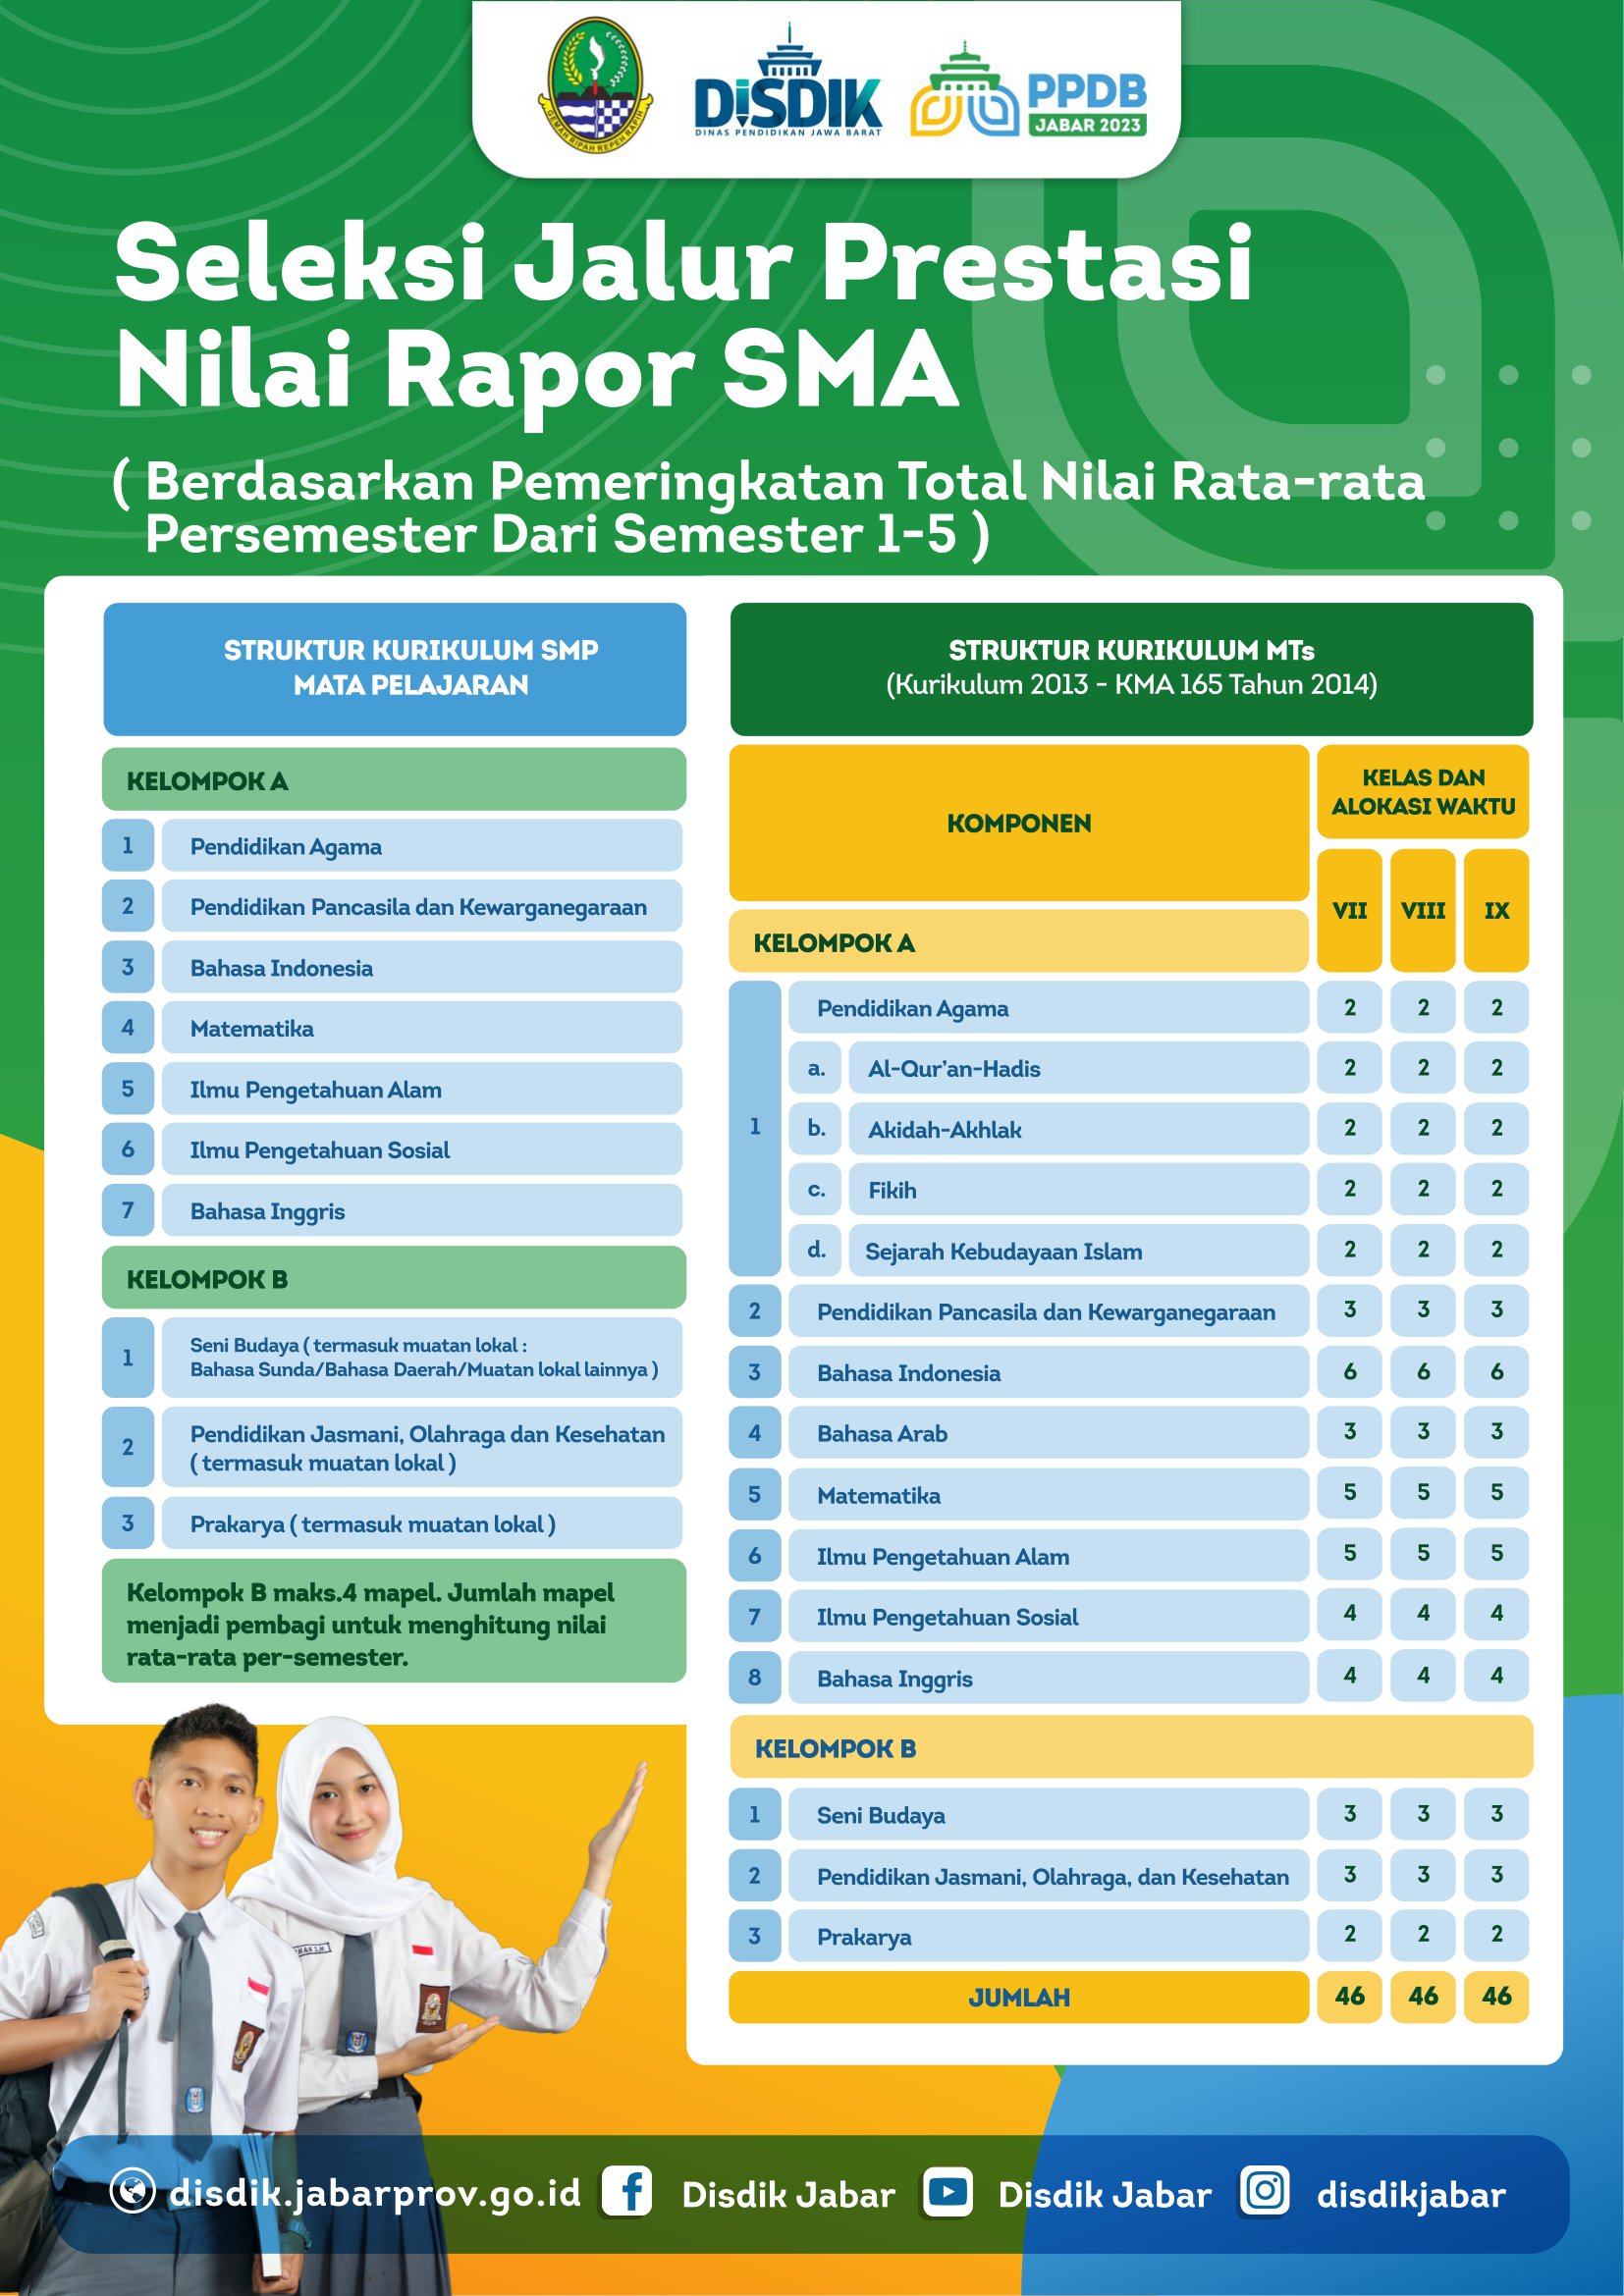 GEMAH RIPAH REPEH RAPIH
DiSDIK
DINAS PENDIDIKAN JAWA BARAT
PPDB
JABAR 2023
Seleksi Jalur Prestasi
Nilai Rapor SMA
( Berdasarkan Pemeringkatan Total Nilai Rata-rata
Persemester Dari Semester 1-5 )
STRUKTUR KURIKULUM SMP
MATA PELAJARAN
KELOMPOK A
1 Pendidikan Agama
2 Pendidikan Pancasila dan Kewarganegaraan
3 Bahasa Indonesia
4 Matematika
5 Ilmu Pengetahuan Alam
6 Ilmu Pengetahuan Sosial
7 Bahasa Inggris
KELOMPOK B
1 Seni Budaya ( termasuk muatan lokal :
Bahasa Sunda/Bahasa Daerah/Muatan lokal lainnya )
2 Pendidikan Jasmani, Olahraga dan Kesehatan
( termasuk muatan lokal )
3 Prakarya ( termasuk muatan lokal )
Kelompok B maks.4 mapel. Jumlah mapel
menjadi pembagi untuk menghitung nilai
rata-rata per-semester.
STRUKTUR KURIKULUM MTs
(Kurikulum 2013 - KMA 165 Tahun 2014)
KOMPONEN
KELAS DAN
ALOKASI WAKTU
VII VIII IX
KELOMPOK A
1 Pendidikan Agama 2 2 2
a. Al-Qur'an-Hadis 2 2 2
b. Akidah-Akhlak 2 2 2
c. Fikih 2 2 2
d. Sejarah Kebudayaan Islam 2 2 2
2 Pendidikan Pancasila dan Kewarganegaraan 3 3 3
3 Bahasa Indonesia 6 6 6
4 Bahasa Arab 3 3 3
5 Matematika 5 5 5
6 Ilmu Pengetahuan Alam 5 5 5
7 Ilmu Pengetahuan Sosial 4 4 4
8 Bahasa Inggris 4 4 4
KELOMPOK B
1 Seni Budaya 3 3 3
2 Pendidikan Jasmani, Olahraga, dan Kesehatan 3 3 3
3 Prakarya 2 2 2
JUMLAH 46 46 46
disdik.jabarprov.go.id Disdik Jabar Disdik Jabar disdikjabar